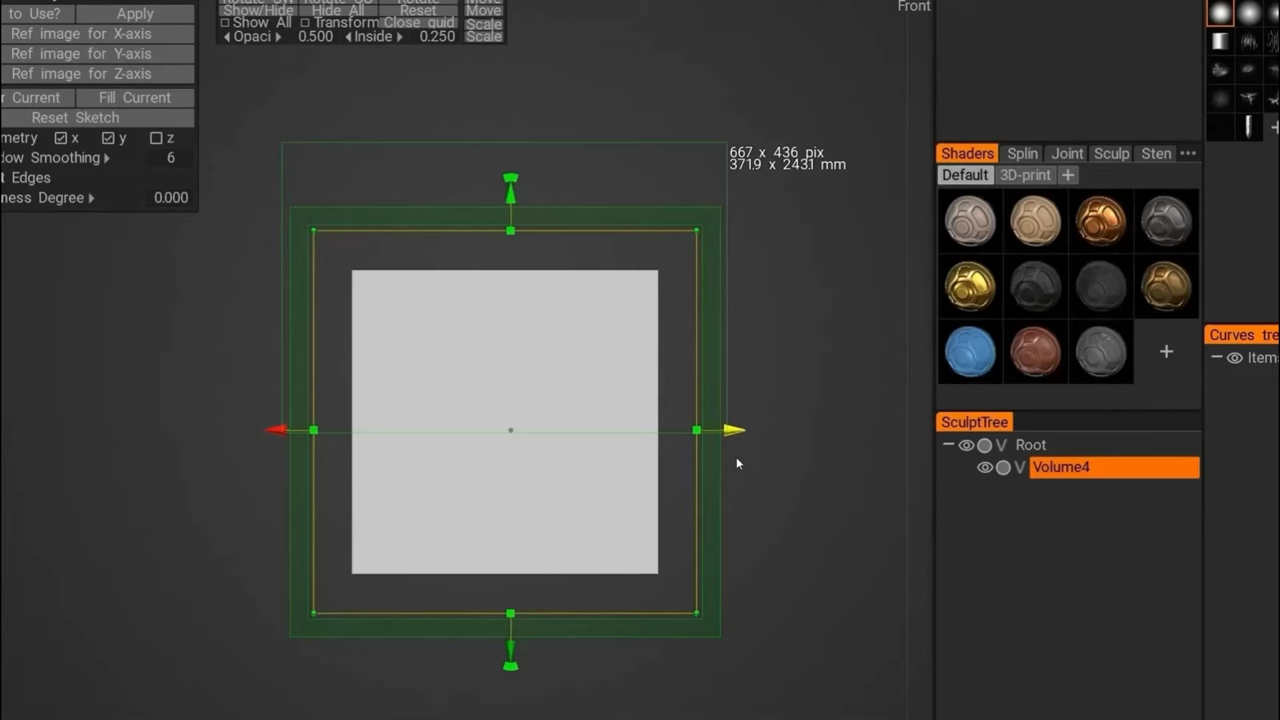 to Use?
Apply
Ref image for X-axis
Ref image for Y-axis
Ref image for Z-axis
r Current
Fill Current
Reset Sketch
metry x y z
ow Smoothing 6
t Edges
ness Degree 0.000
Show/Hide
Hide All
Reset
Move
Show All
Transform
Close guid
Scale
Opaci 0.500
Inside 0.250
Scale
Front
667 x 436 pix
371.9 x 243.1 mm
Shaders
Splin
Joint
Sculp
Sten
Default
3D-print
SculptTree
V Root
V Volume4
Curves tre
Item